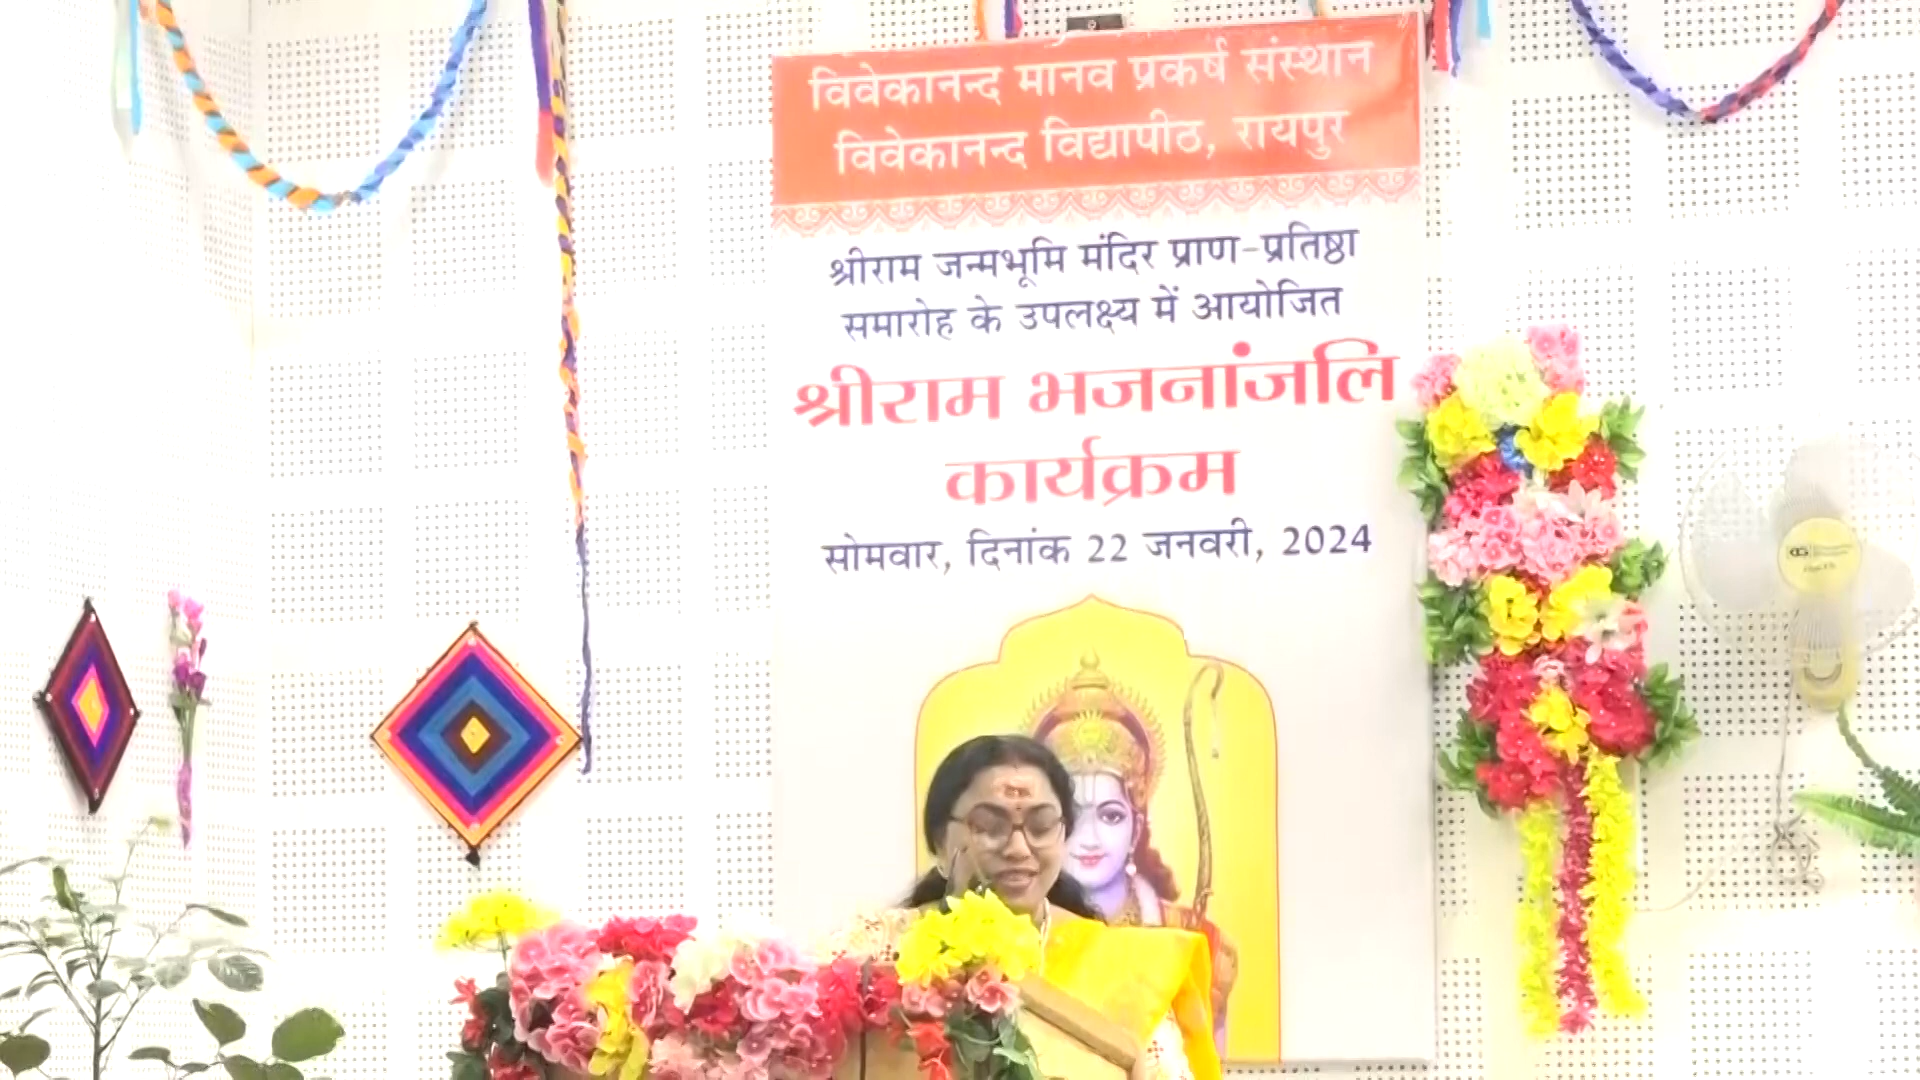 विवेकानन्द मानव प्रकर्ष संस्थान
विवेकानन्द विद्यापीठ, रायपुर
श्रीराम जन्मभूमि मंदिर प्राण-प्रतिष्ठा
समारोह के उपलक्ष्य में आयोजित
श्रीराम भजनांजलि
कार्यक्रम
सोमवार, दिनांक 22 जनवरी, 2024